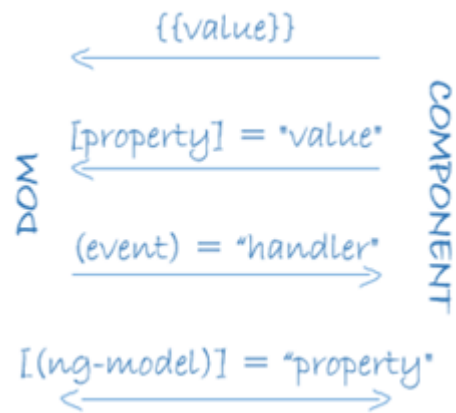 {{value}}
[property] = "value"
DOM
COMPONENT
(event) = "handler"
[(ng-model)] = "property"